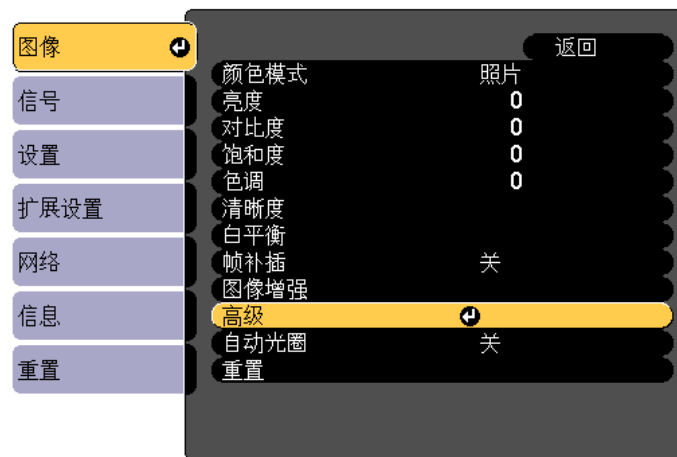 图像
信号
设置
扩展设置
网络
信息
重置
返回
颜色模式 照片
亮度 0
对比度 0
饱和度 0
色调 0
清晰度
白平衡
帧补插 关
图像增强
高级
自动光圈 关
重置